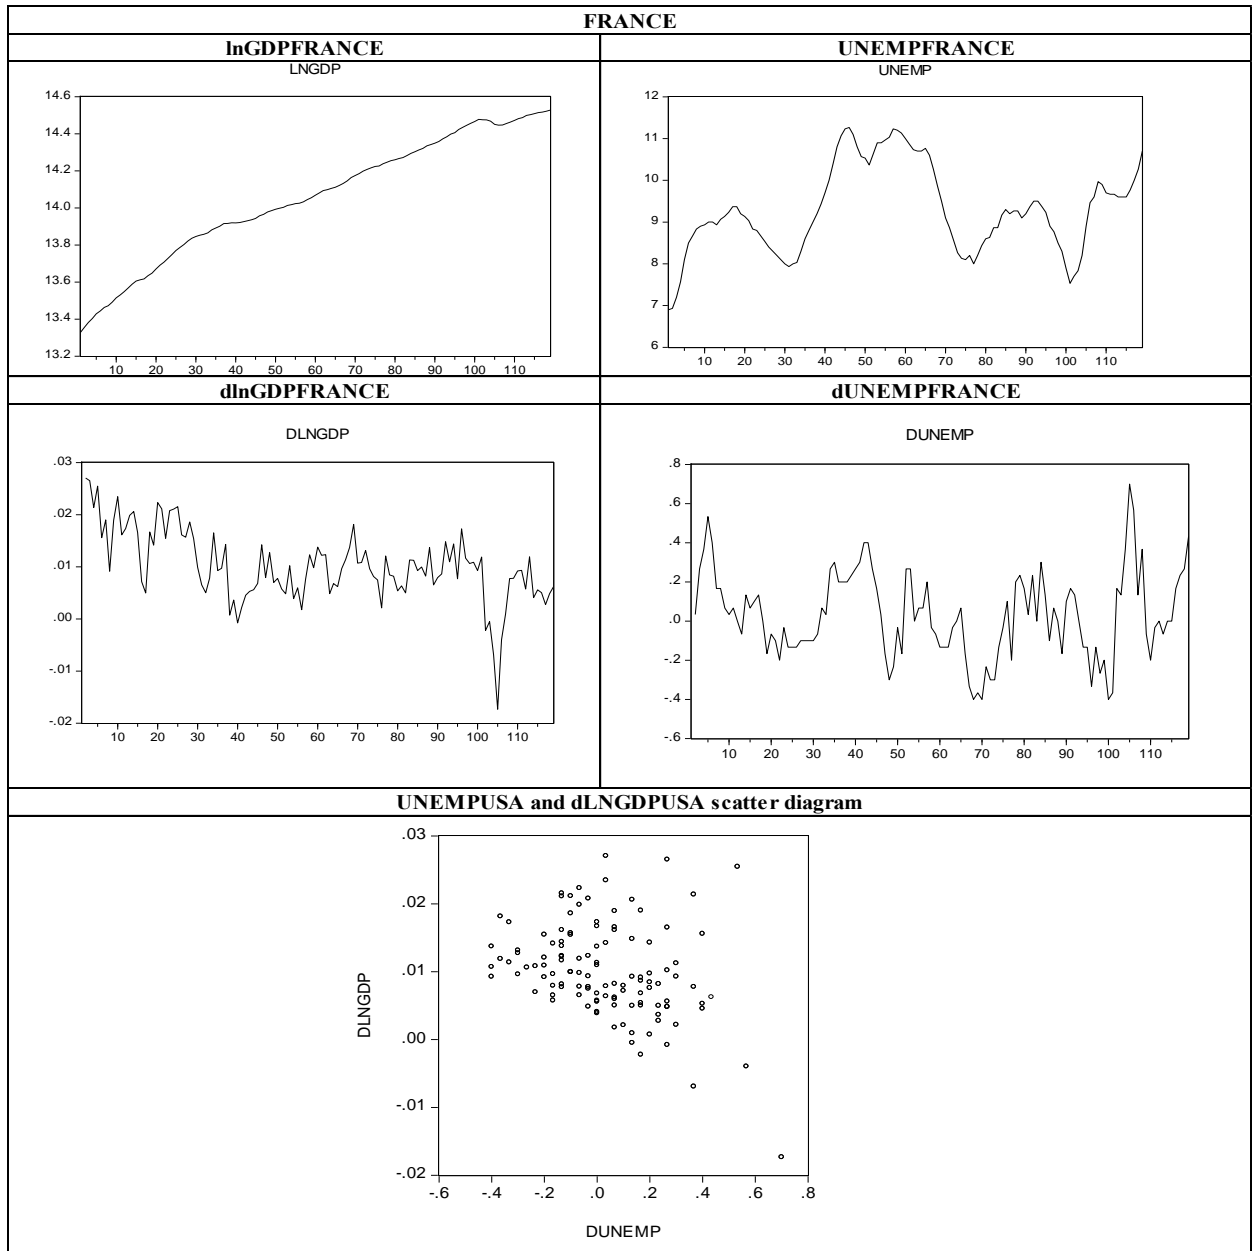 FRANCE
lnGDPFRANCE UNEMPFRANCE
LNGDP
14.6
14.4
14.2
14.0
13.8
13.6
13.4
13.2
10 20 30 40 50 60 70 80 90 100 110
UNEMP
12
11
10
9
8
7
6
10 20 30 40 50 60 70 80 90 100 110
dlnGDPFRANCE dUNEMPFRANCE
DLNGDP
.03
.02
.01
.00
-.01
-.02
10 20 30 40 50 60 70 80 90 100 110
DUNEMP
.8
.6
.4
.2
.0
-.2
-.4
-.6
10 20 30 40 50 60 70 80 90 100 110
UNEMPUSA and dLNGDPUSA scatter diagram
DLNGDP
.03
.02
.01
.00
-.01
-.02
-.6 -.4 -.2 .0 .2 .4 .6 .8
DUNEMP